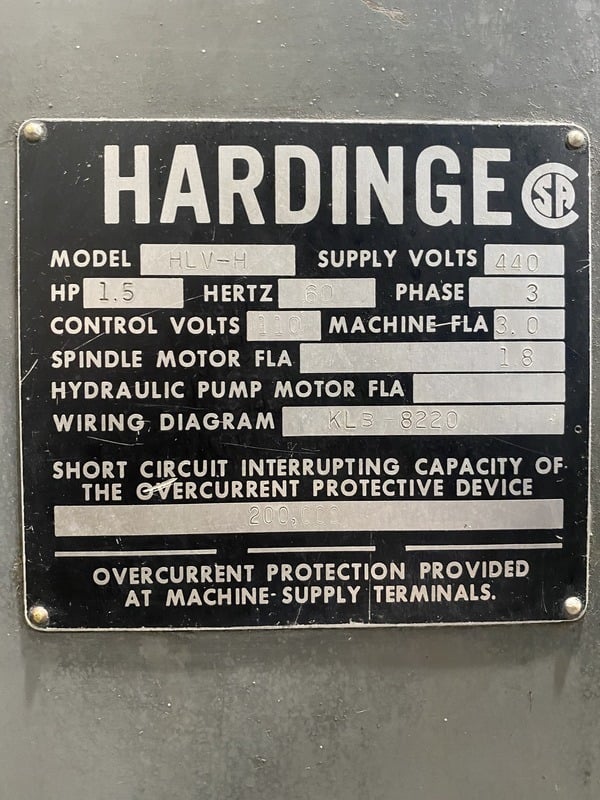 HARDINGE CSA
MODEL HLV-H SUPPLY VOLTS 440
HP 1.5 HERTZ 60 PHASE 3
CONTROL VOLTS 110 MACHINE FLA 3.0
SPINDLE MOTOR FLA 18
HYDRAULIC PUMP MOTOR FLA
WIRING DIAGRAM KLB-8220
SHORT CIRCUIT INTERRUPTING CAPACITY OF
THE OVERCURRENT PROTECTIVE DEVICE
200,000
OVERCURRENT PROTECTION PROVIDED
AT MACHINE-SUPPLY TERMINALS.